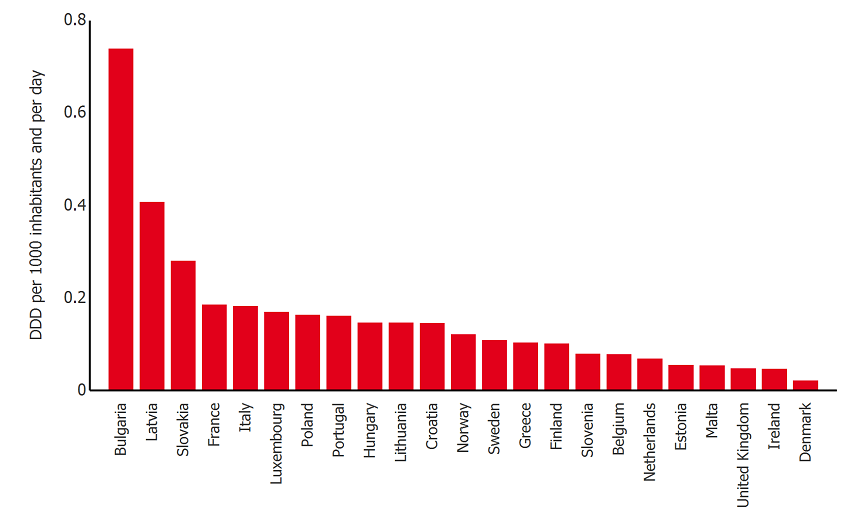 DDD per 1000 inhabitants and per day
0.8
0.6
0.4
0.2
0
Bulgaria
Latvia
Slovakia
France
Italy
Luxembourg
Poland
Portugal
Hungary
Lithuania
Croatia
Norway
Sweden
Greece
Finland
Slovenia
Belgium
Netherlands
Estonia
Malta
United Kingdom
Ireland
Denmark